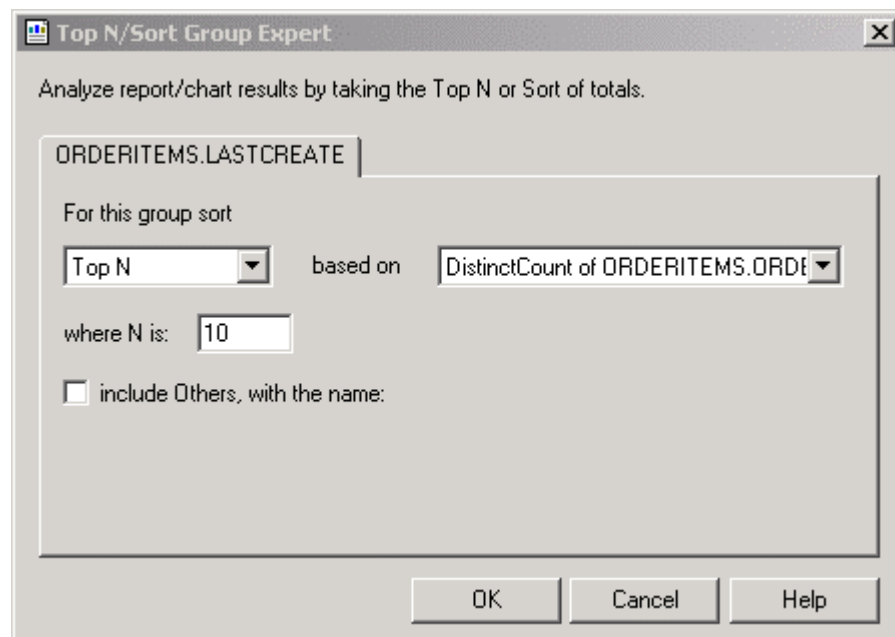 Top N/Sort Group Expert
Analyze report/chart results by taking the Top N or Sort of totals.
ORDERITEMS.LASTCREATE
For this group sort
Top N based on DistinctCount of ORDERITEMS.ORDE
where N is: 10
include Others, with the name:
OK Cancel Help